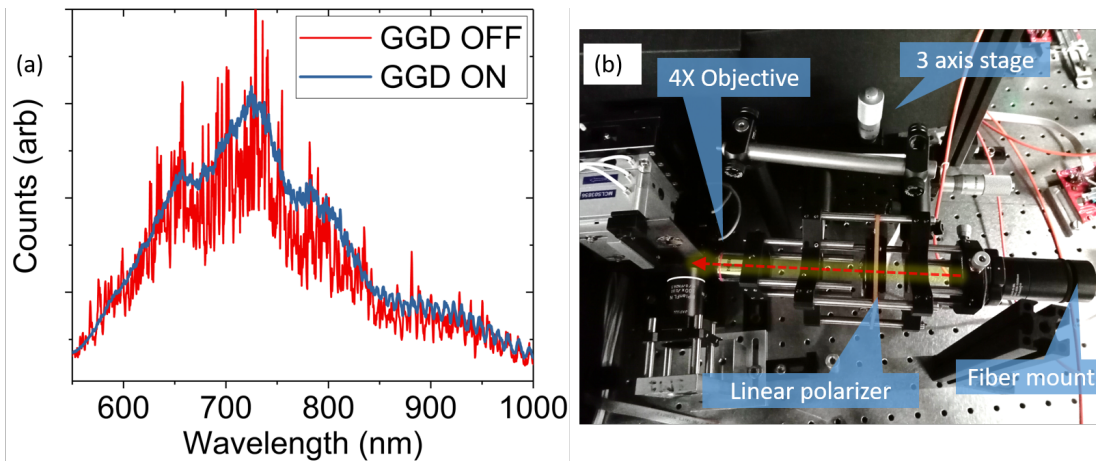 (a)
GGD OFF
GGD ON
Counts (arb)
600
700
800
900
1000
Wavelength (nm)
(b)
4X Objective
3 axis stage
Linear polarizer
Fiber mount